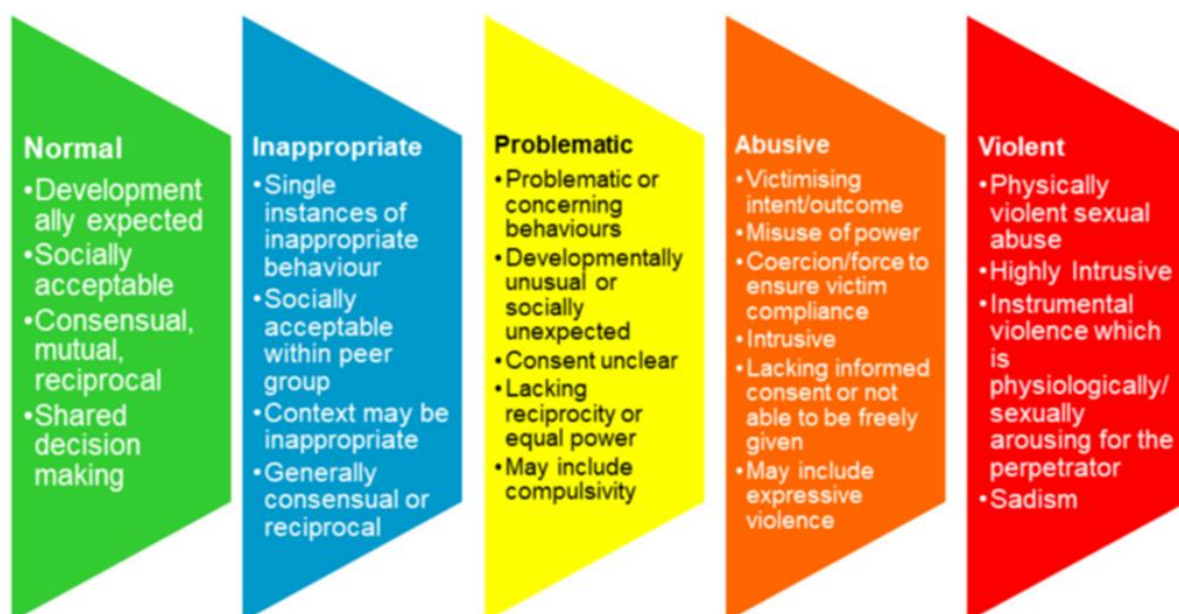 Normal
•Development
ally expected
•Socially
acceptable
•Consensual,
mutual,
reciprocal
•Shared
decision
making
Inappropriate
•Single
instances of
inappropriate
behaviour
•Socially
acceptable
within peer
group
•Context may be
inappropriate
•Generally
consensual or
reciprocal
Problematic
•Problematic or
concerning
behaviours
•Developmentally
unusual or
socially
unexpected
•Consent unclear
•Lacking
reciprocity or
equal power
•May include
compulsivity
Abusive
•Victimising
intent/outcome
•Misuse of power
•Coercion/force to
ensure victim
compliance
•Intrusive
•Lacking informed
consent or not
able to be freely
given
•May include
expressive
violence
Violent
•Physically
violent sexual
abuse
•Highly Intrusive
•Instrumental
violence which
is
physiologically/
sexually
arousing for the
perpetrator
•Sadism